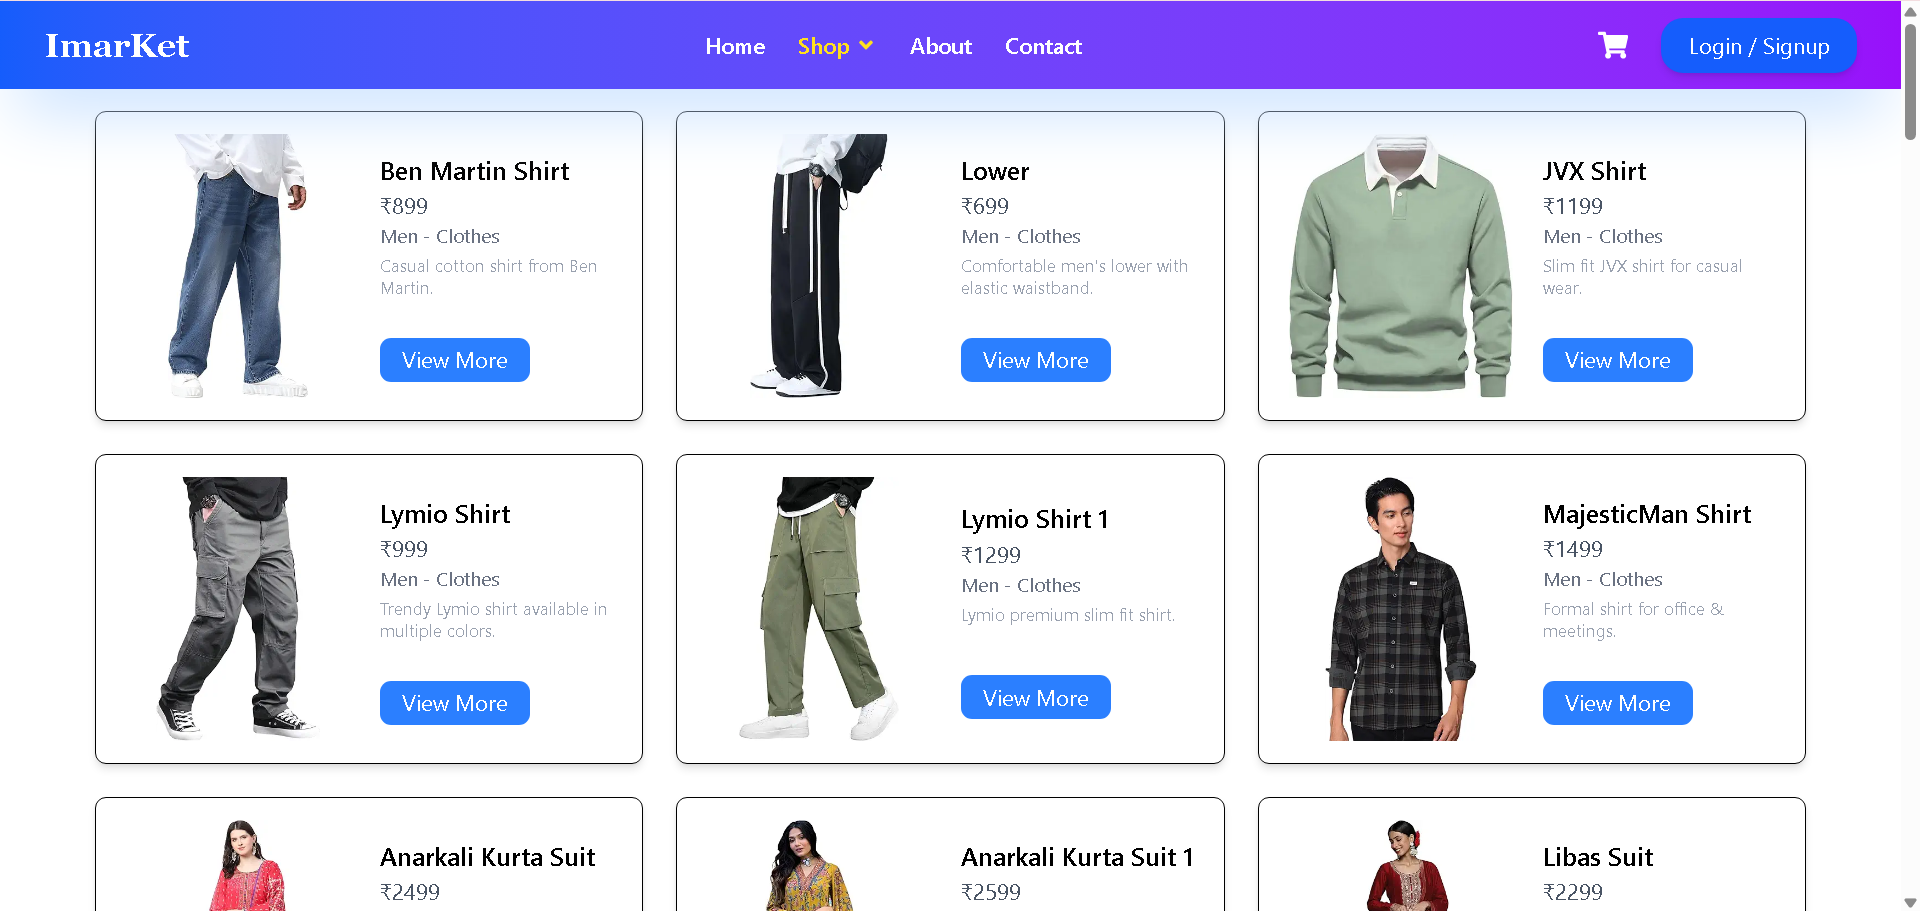 ImarKet
Home Shop About Contact
Login / Signup
Ben Martin Shirt
₹899
Men - Clothes
Casual cotton shirt from Ben
Martin.
View More
Lower
₹699
Men - Clothes
Comfortable men's lower with
elastic waistband.
View More
JVX Shirt
₹1199
Men - Clothes
Slim fit JVX shirt for casual
wear.
View More
Lymio Shirt
₹999
Men - Clothes
Trendy Lymio shirt available in
multiple colors.
View More
Lymio Shirt 1
₹1299
Men - Clothes
Lymio premium slim fit shirt.
View More
MajesticMan Shirt
₹1499
Men - Clothes
Formal shirt for office &
meetings.
View More
Anarkali Kurta Suit
₹2499
Anarkali Kurta Suit 1
₹2599
Libas Suit
₹2299